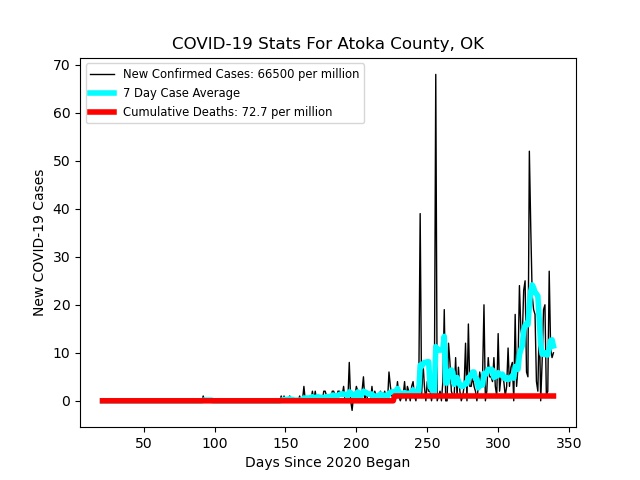 COVID-19 Stats For Atoka County, OK
New Confirmed Cases: 66500 per million
7 Day Case Average
Cumulative Deaths: 72.7 per million
New COVID-19 Cases
70
60
50
40
30
20
10
0
50 100 150 200 250 300 350
Days Since 2020 Began